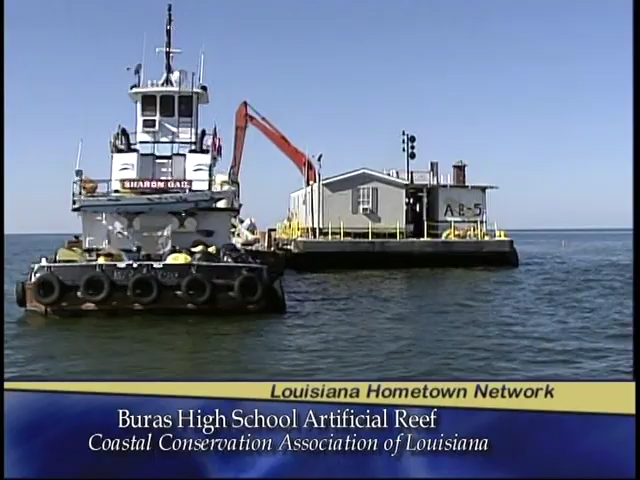 SHARON GAIL
AB-5
Louisiana Hometown Network
Buras High School Artificial Reef
Coastal Conservation Association of Louisiana